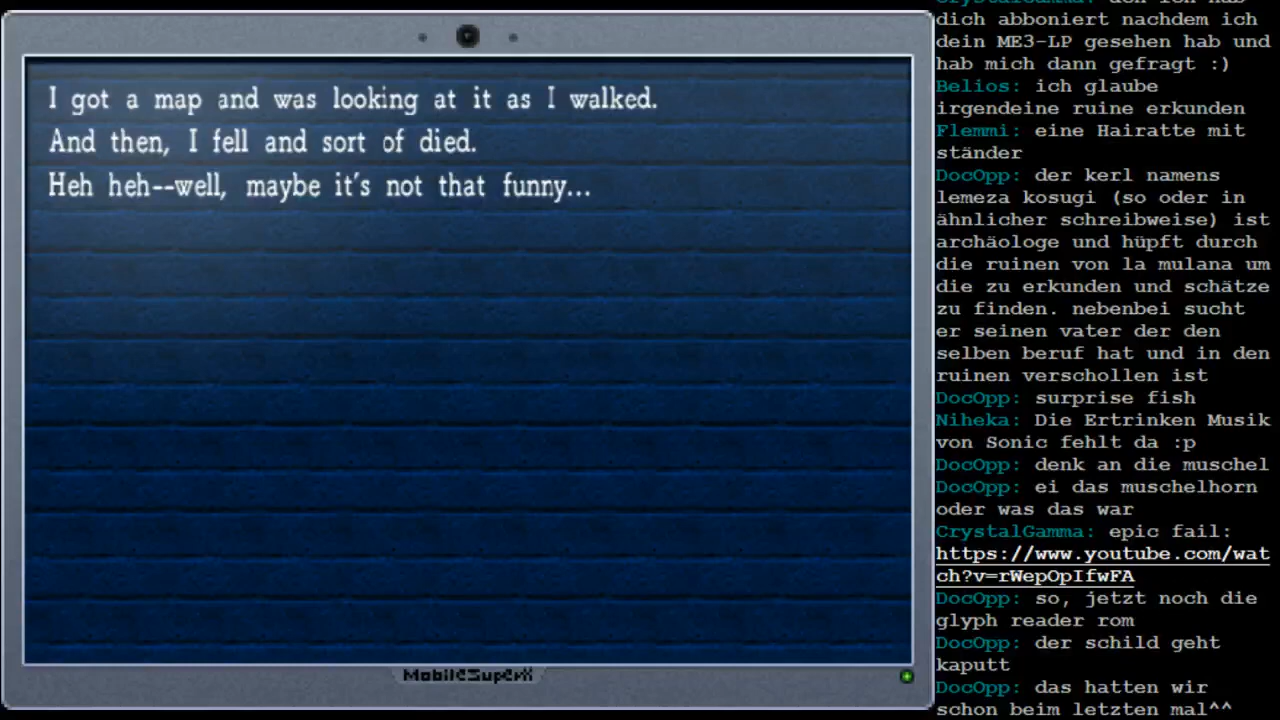 I got a map and was looking at it as I walked.
And then, I fell and sort of died.
Heh heh--well, maybe it's not that funny...
MobileSuperX
dich abboniert nachdem ich
dein ME3-LP gesehen hab und
hab mich dann gefragt :)
Belios: ich glaube
irgendeine ruine erkunden
Flemmi: eine Hairatte mit
ständer
DocOpp: der kerl namens
lemeza kosugi (so oder in
ähnlicher schreibweise) ist
archäologe und hüpft durch
die ruinen von la mulana um
die zu erkunden und schätze
zu finden. nebenbei sucht
er seinen vater der den
selben beruf hat und in den
ruinen verschollen ist
DocOpp: surprise fish
Niheka: Die Ertrinken Musik
von Sonic fehlt da :p
DocOpp: denk an die muschel
DocOpp: ei das muschelhorn
oder was das war
CrystalGamma: epic fail:
https://www.youtube.com/wat
ch?v=rWepOpIfwFA
DocOpp: so, jetzt noch die
glyph reader rom
DocOpp: der schild geht
kaputt
DocOpp: das hatten wir
schon beim letzten mal^^